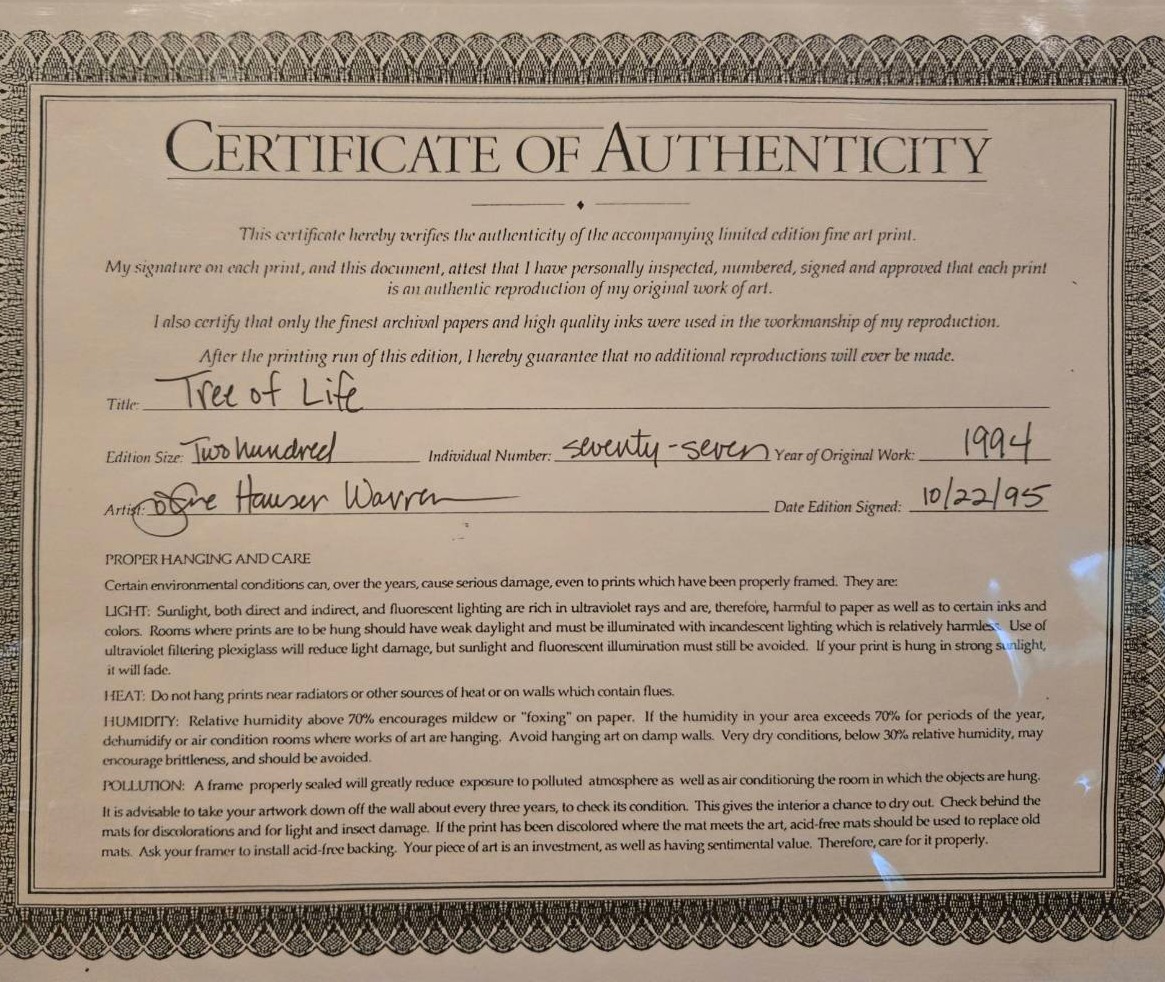 CERTIFICATE OF AUTHENTICITY
This certificate hereby verifies the authenticity of the accompanying limited edition fine art print.
My signature on each print, and this document, attest that I have personally inspected, numbered, signed and approved that each print
is an authentic reproduction of my original work of art.
I also certify that only the finest archival papers and high quality inks were used in the workmanship of my reproduction.
After the printing run of this edition, I hereby guarantee that no additional reproductions will ever be made.
Title: Tree of Life
Edition Size: Two hundred Individual Number: seventy-seven Year of Original Work: 1994
Artist: Hauser Warren Date Edition Signed: 10/22/95
PROPER HANGING AND CARE
Certain environmental conditions can, over the years, cause serious damage, even to prints which have been properly framed. They are:
LIGHT: Sunlight, both direct and indirect, and fluorescent lighting are rich in ultraviolet rays and are, therefore, harmful to paper as well as to certain inks and
colors. Rooms where prints are to be hung should have weak daylight and must be illuminated with incandescent lighting which is relatively harmless. Use of
ultraviolet filtering plexiglass will reduce light damage, but sunlight and fluorescent illumination must still be avoided. If your print is hung in strong sunlight,
it will fade.
HEAT: Do not hang prints near radiators or other sources of heat or on walls which contain flues.
HUMIDITY: Relative humidity above 70% encourages mildew or "foxing" on paper. If the humidity in your area exceeds 70% for periods of the year,
dehumidify or air condition rooms where works of art are hanging. Avoid hanging art on damp walls. Very dry conditions, below 30% relative humidity, may
encourage brittleness, and should be avoided.
POLLUTION: A frame properly sealed will greatly reduce exposure to polluted atmosphere as well as air conditioning the room in which the objects are hung.
It is advisable to take your artwork down off the wall about every three years, to check its condition. This gives the interior a chance to dry out. Check behind the
mats for discolorations and for light and insect damage. If the print has been discolored where the mat meets the art, acid-free mats should be used to replace old
mats. Ask your framer to install acid-free backing. Your piece of art is an investment, as well as having sentimental value. Therefore, care for it properly.